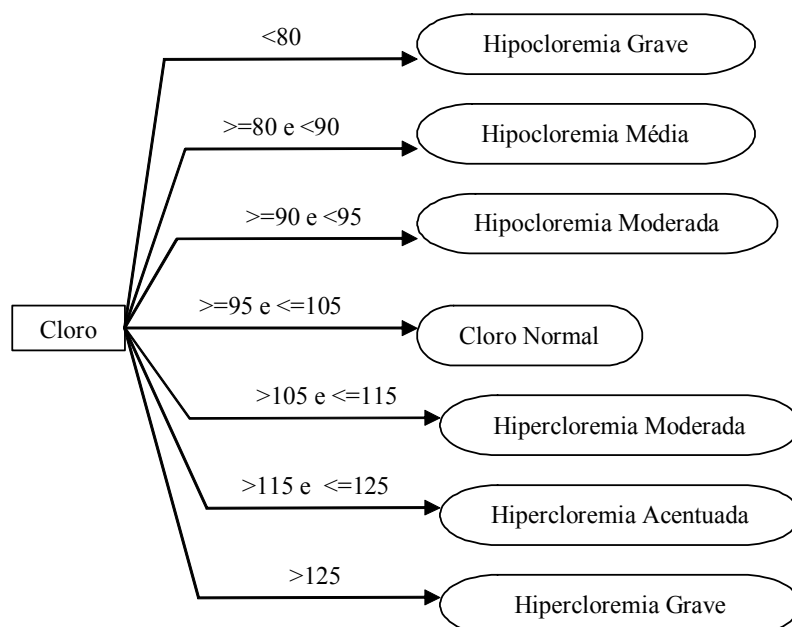 <80
Hipocloremia Grave
>=80 e <90
Hipocloremia Média
>=90 e <95
Hipocloremia Moderada
>=95 e <=105
Cloro
Cloro Normal
>105 e <=115
Hipercloremia Moderada
>115 e <=125
Hipercloremia Acentuada
>125
Hipercloremia Grave